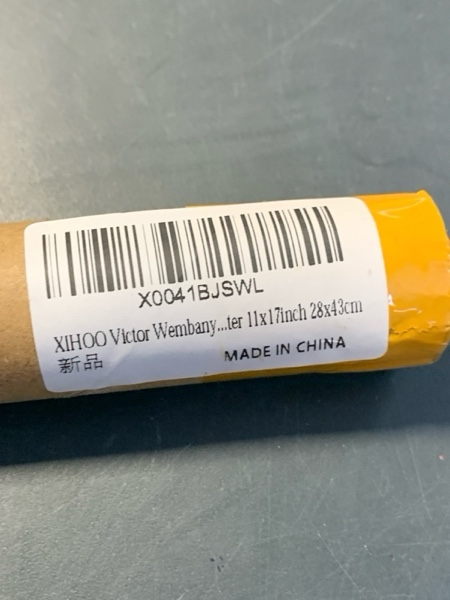 X0041BJSWL
XIHOO Victor Wembany...ter 11x17inch 28x43cm
新品
MADE IN CHINA